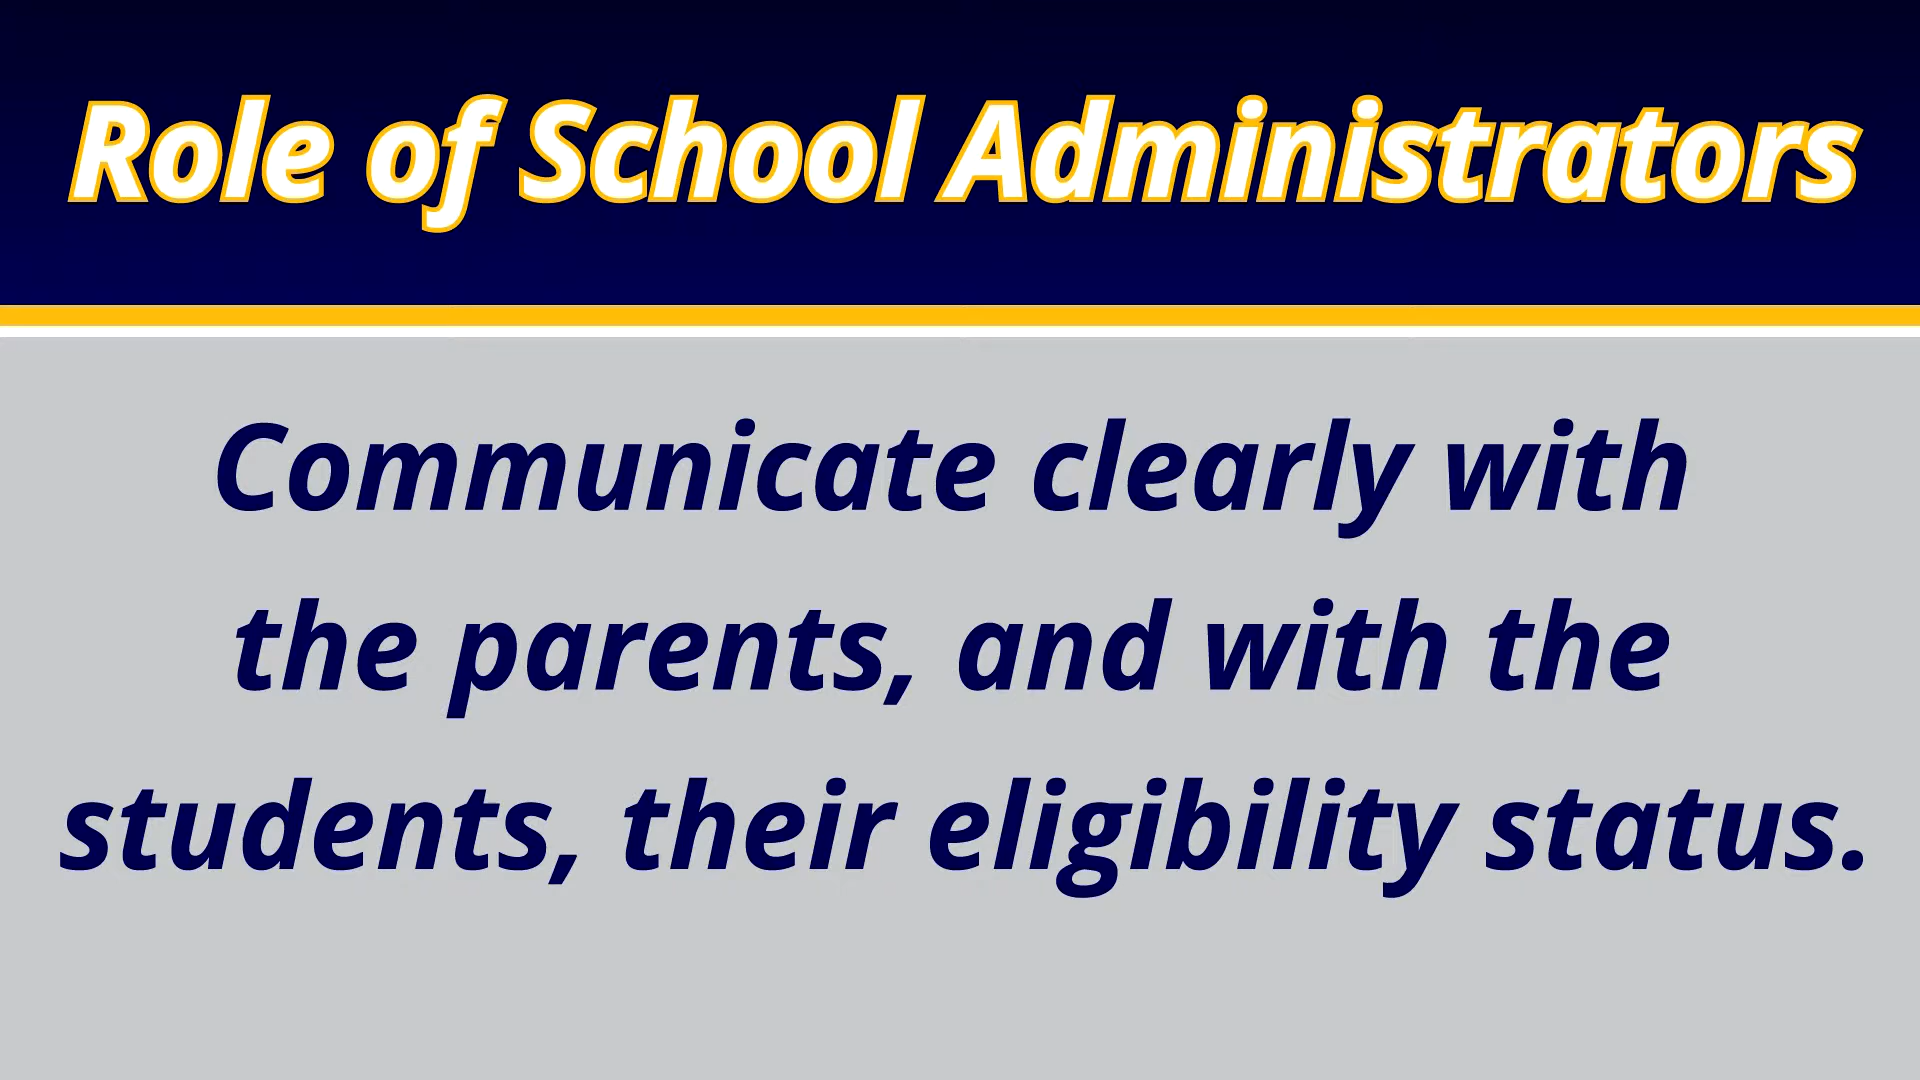 Role of School Administrators
Communicate clearly with
the parents, and with the
students, their eligibility status.